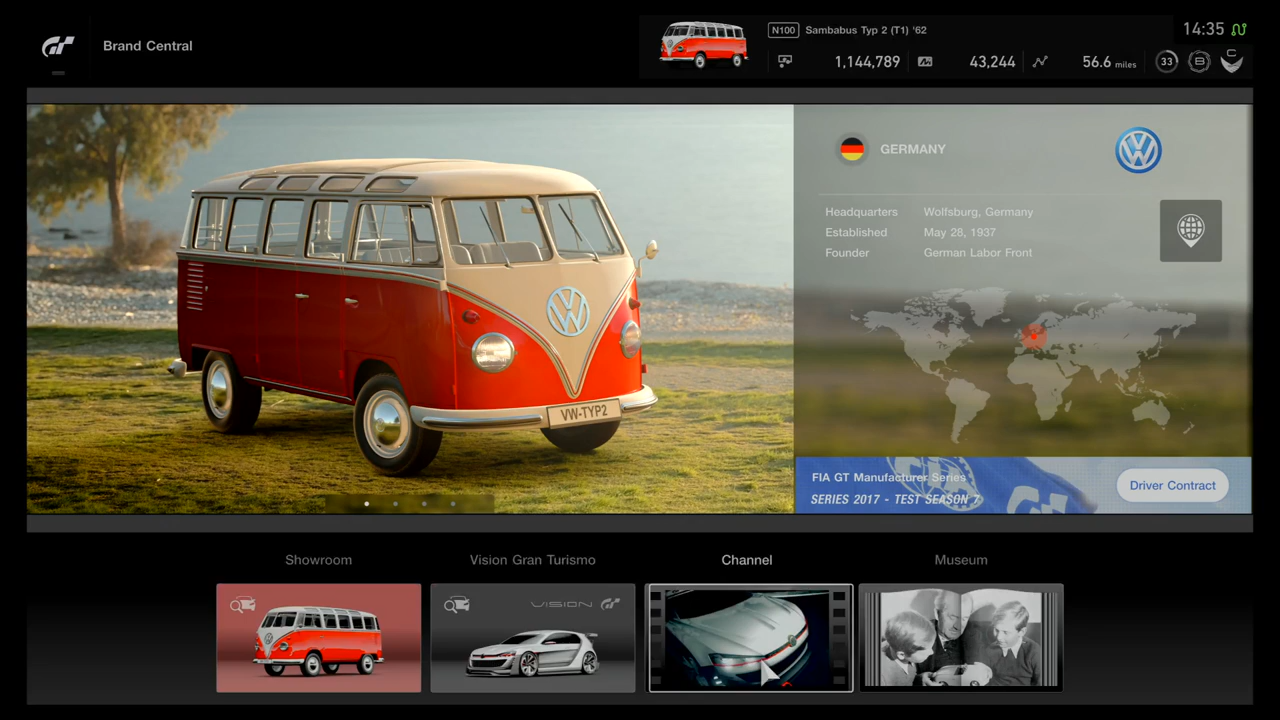 Brand Central
N100 Sambabus Typ 2 (T1) '62
14:35
1,144,789 43,244 56.6 miles 33 B C
GERMANY
Headquarters Wolfsburg, Germany
Established May 28, 1937
Founder German Labor Front
VW-TYP2
FIA GT Manufacturer Series
SERIES 2017 - TEST SEASON 7
Driver Contract
Showroom
Vision Gran Turismo
Channel
Museum
VISION